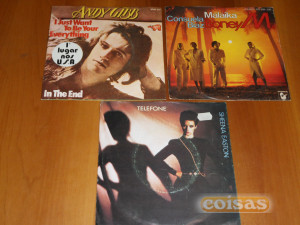 ANDY GIBB
I Just Want
To Be Your
Everything
1
lugar
nos
USA
In The End
Malaika
Consuela
Biaz
Boney M.
TELEFONE
SHEENA EASTON
coisas